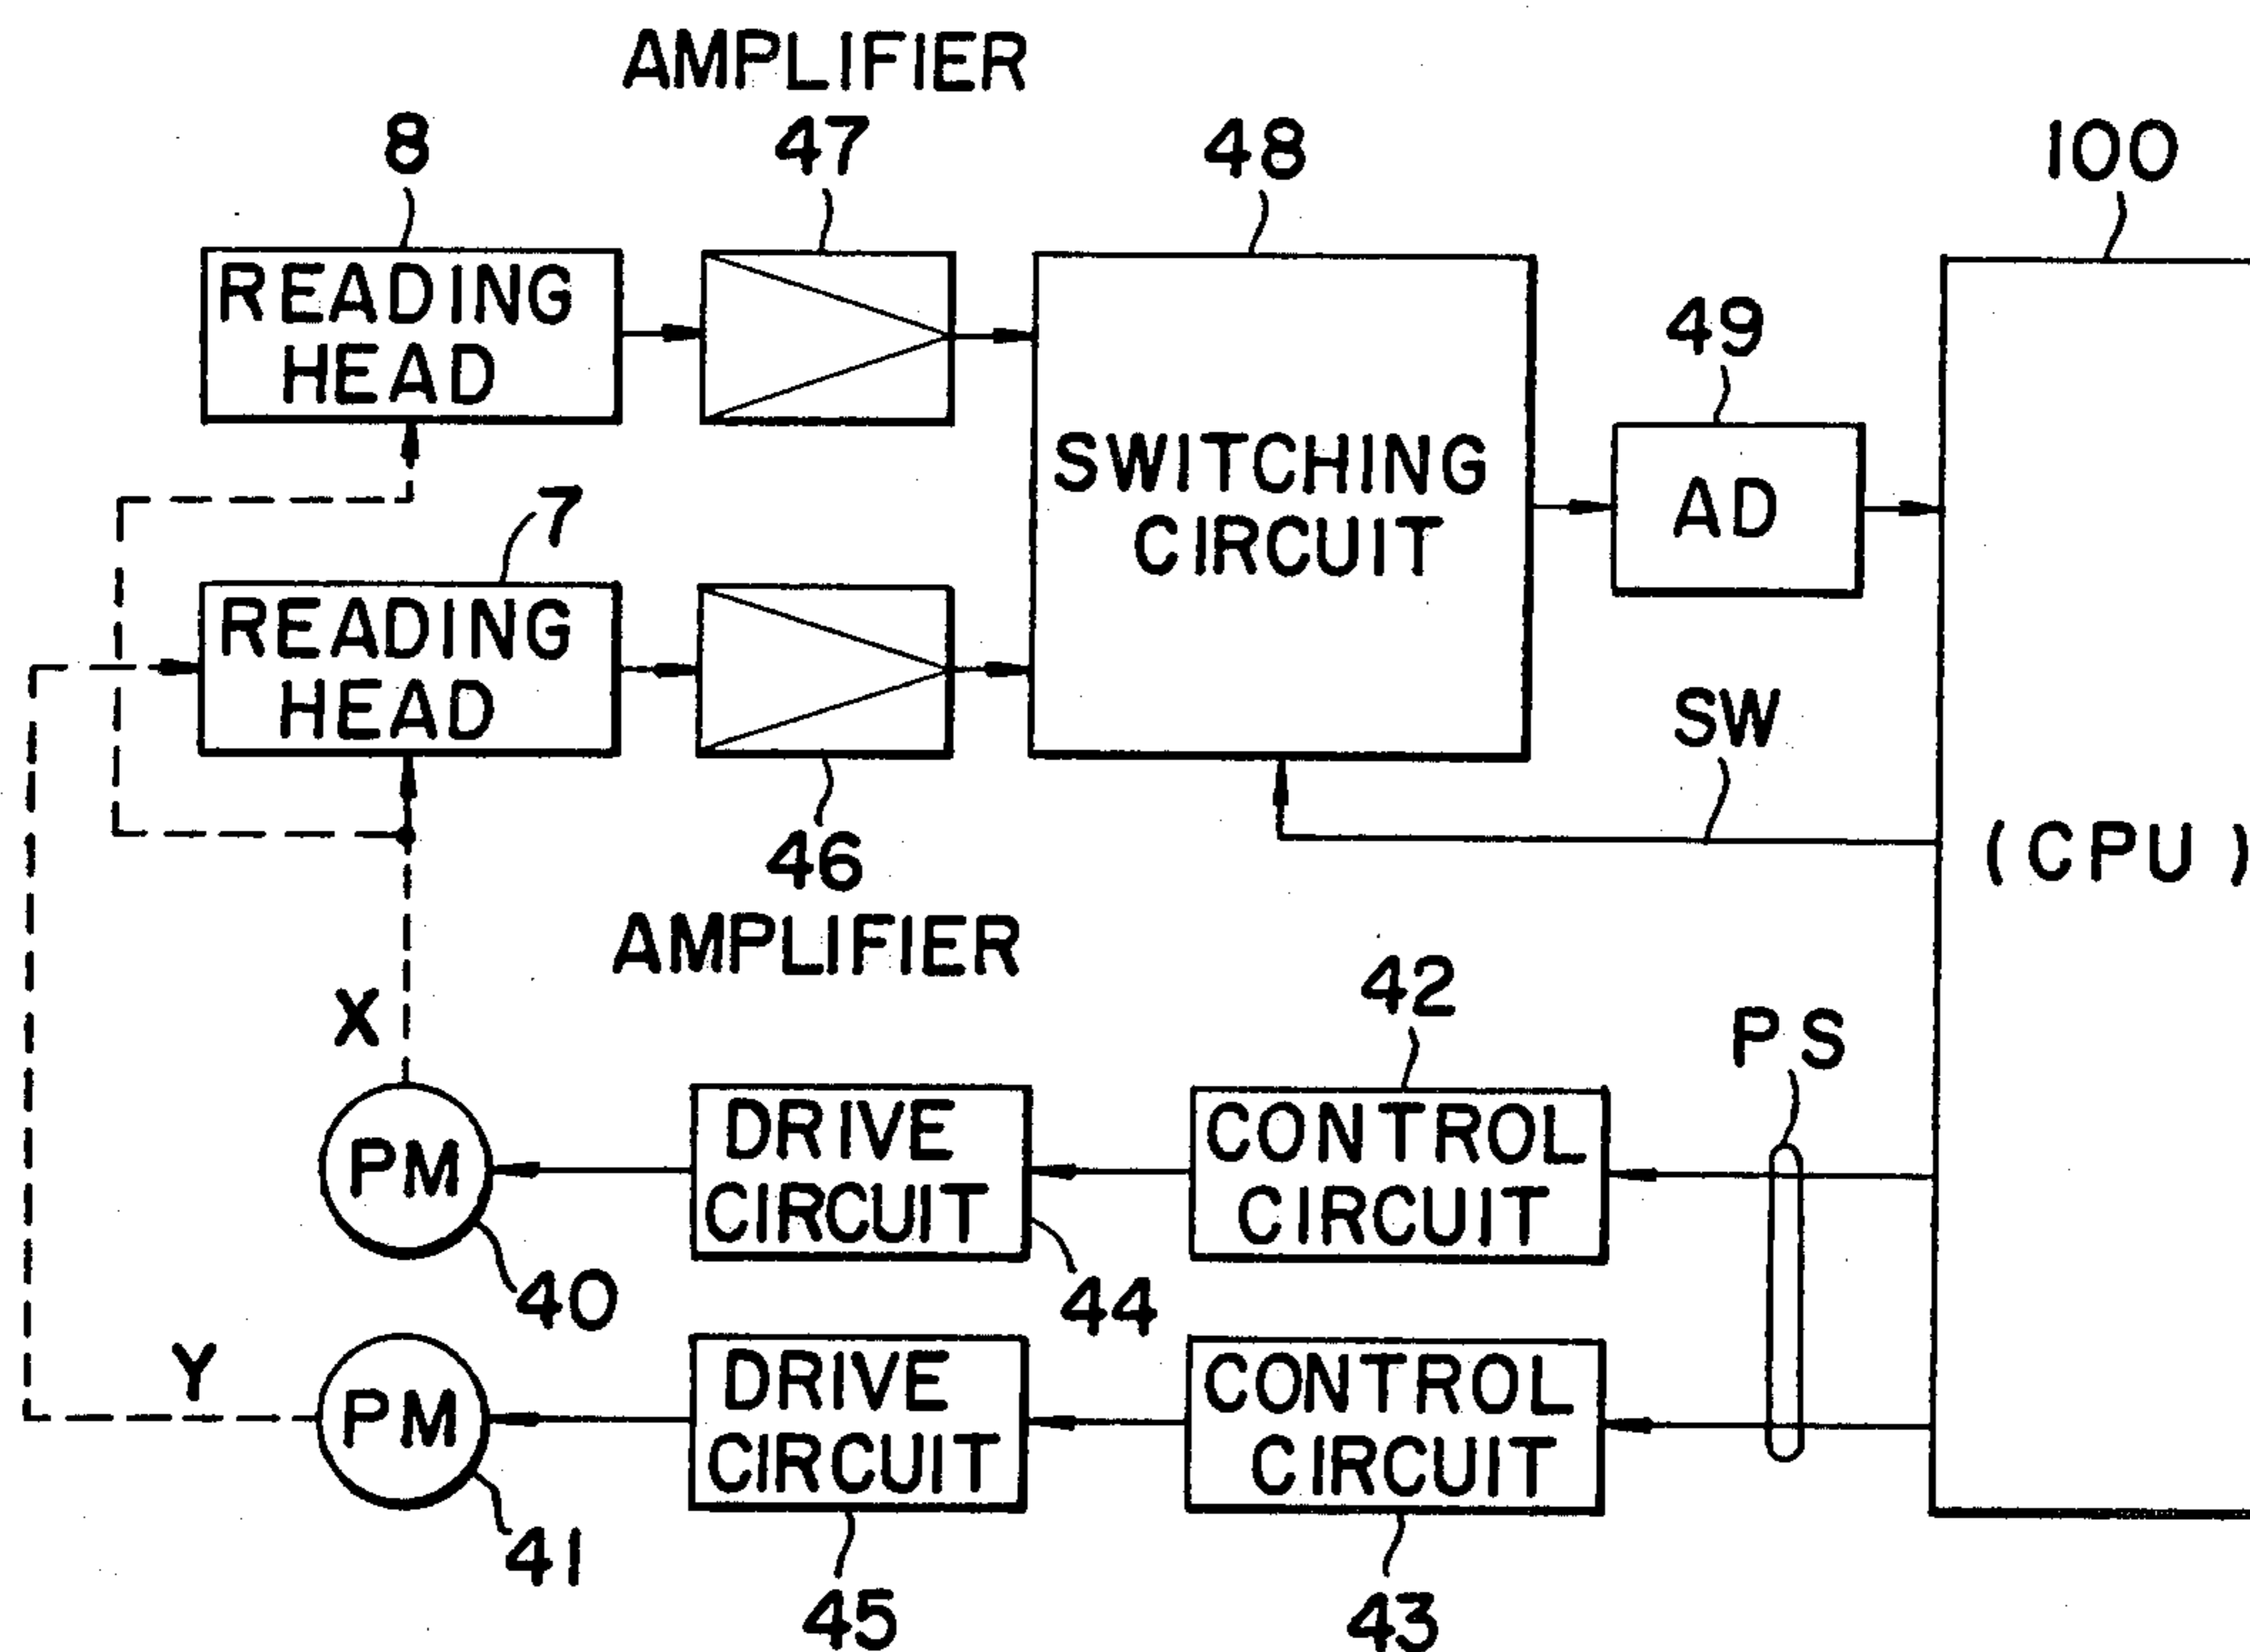 AMPLIFIER
8
47
48
100
READING
HEAD
49
SWITCHING
CIRCUIT
AD
7
READING
HEAD
SW
46
AMPLIFIER
(CPU)
X
42
PS
PM
DRIVE
CIRCUIT
CONTROL
CIRCUIT
40
44
Y
PM
DRIVE
CIRCUIT
CONTROL
CIRCUIT
41
45
43